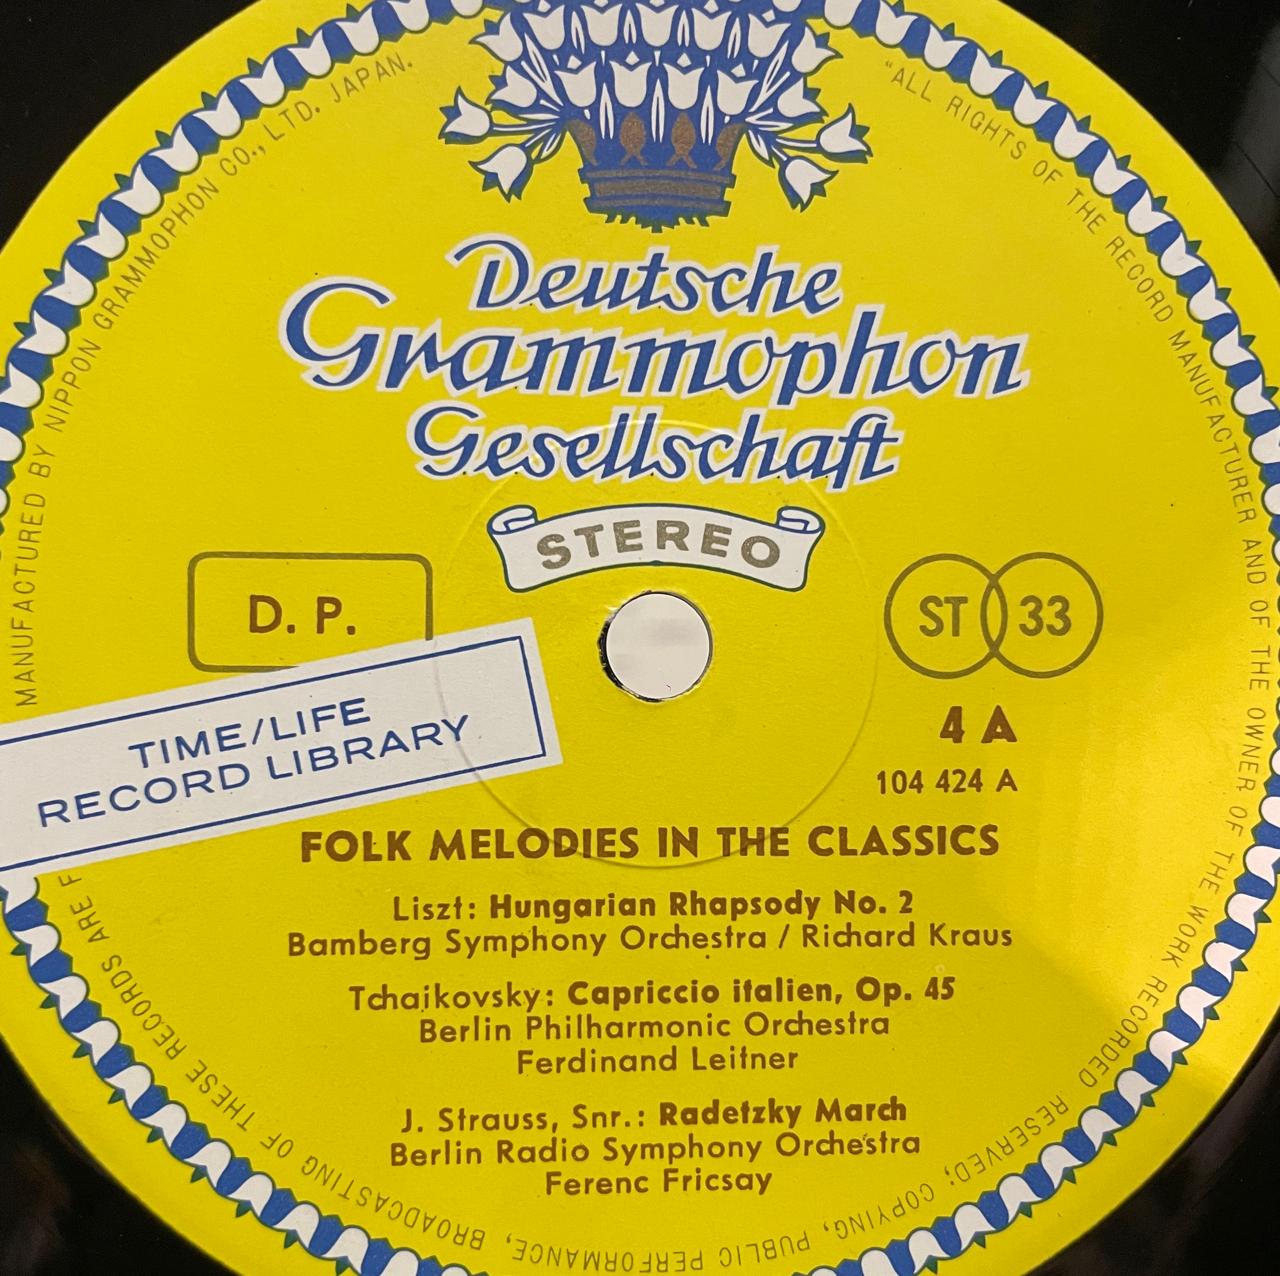 MANUFACTURED BY NIPPON GRAMMOPHON CO., LTD. JAPAN.
"ALL RIGHTS OF THE RECORD MANUFACTURER AND OF THE OWNER OF THE WORK RECORDED RESERVED; COPYING, PUBLIC PERFORMANCE, BROADCASTING OF THESE RECORDS ARE
Deutsche
Grammophon
Gesellschaft
STEREO
D. P.
ST 33
TIME/LIFE
RECORD LIBRARY
4 A
104 424 A
FOLK MELODIES IN THE CLASSICS
Liszt: Hungarian Rhapsody No. 2
Bamberg Symphony Orchestra / Richard Kraus
Tchaikovsky: Capriccio italien, Op. 45
Berlin Philharmonic Orchestra
Ferdinand Leitner
J. Strauss, Snr.: Radetzky March
Berlin Radio Symphony Orchestra
Ferenc Fricsay